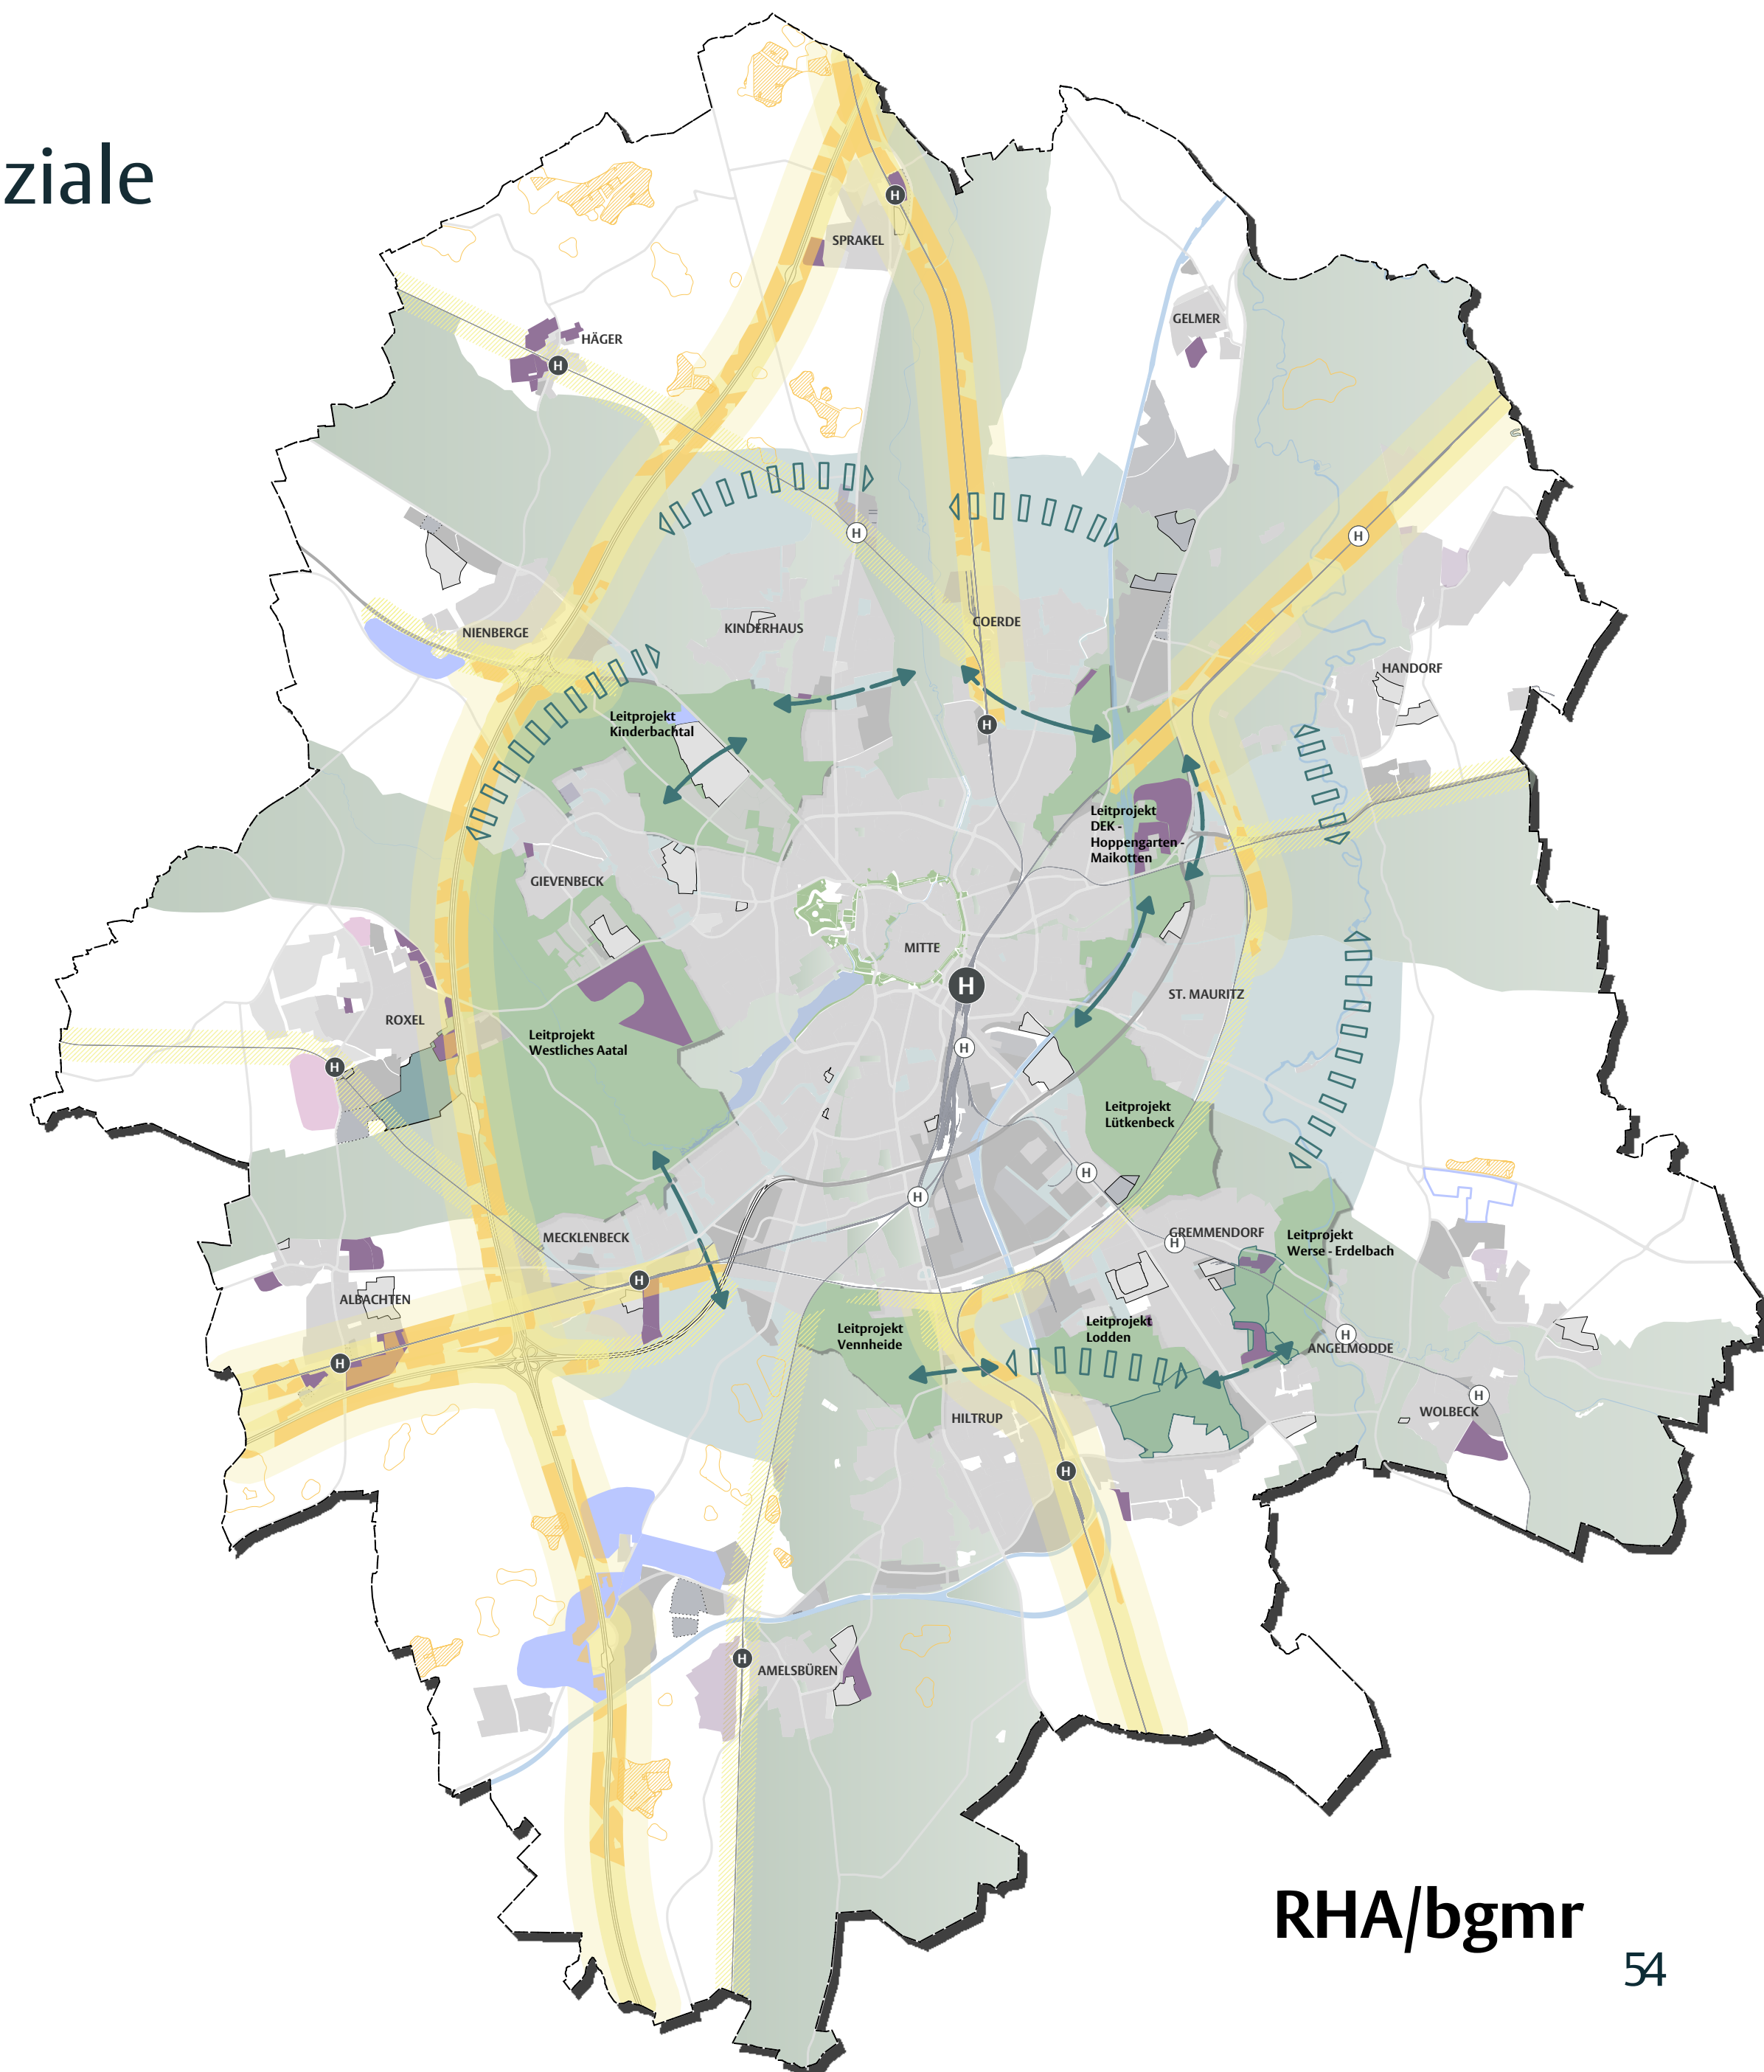 ziale
H
SPRAKEL
GELMER
HÄGER
H
H
H
NIENBERGE
KINDERHAUS
COERDE
HANDORF
Leitprojekt
Kinderbachtal
H
Leitprojekt
DEK -
Hoppengarten -
Maikotten
GIEVENBECK
MITTE
H
ST. MAURITZ
ROXEL
Leitprojekt
Westliches Aatal
H
H
Leitprojekt
Lütkenbeck
H
H
MECKLENBECK
GREMMENDORF
H
Leitprojekt
Werse - Erdelbach
H
ALBACHTEN
Leitprojekt
Vennheide
Leitprojekt
Lodden
H
ANGELMODDE
H
H
HILTRUP
WOLBECK
H
H
AMELSBÜREN
RHA/bgmr
54